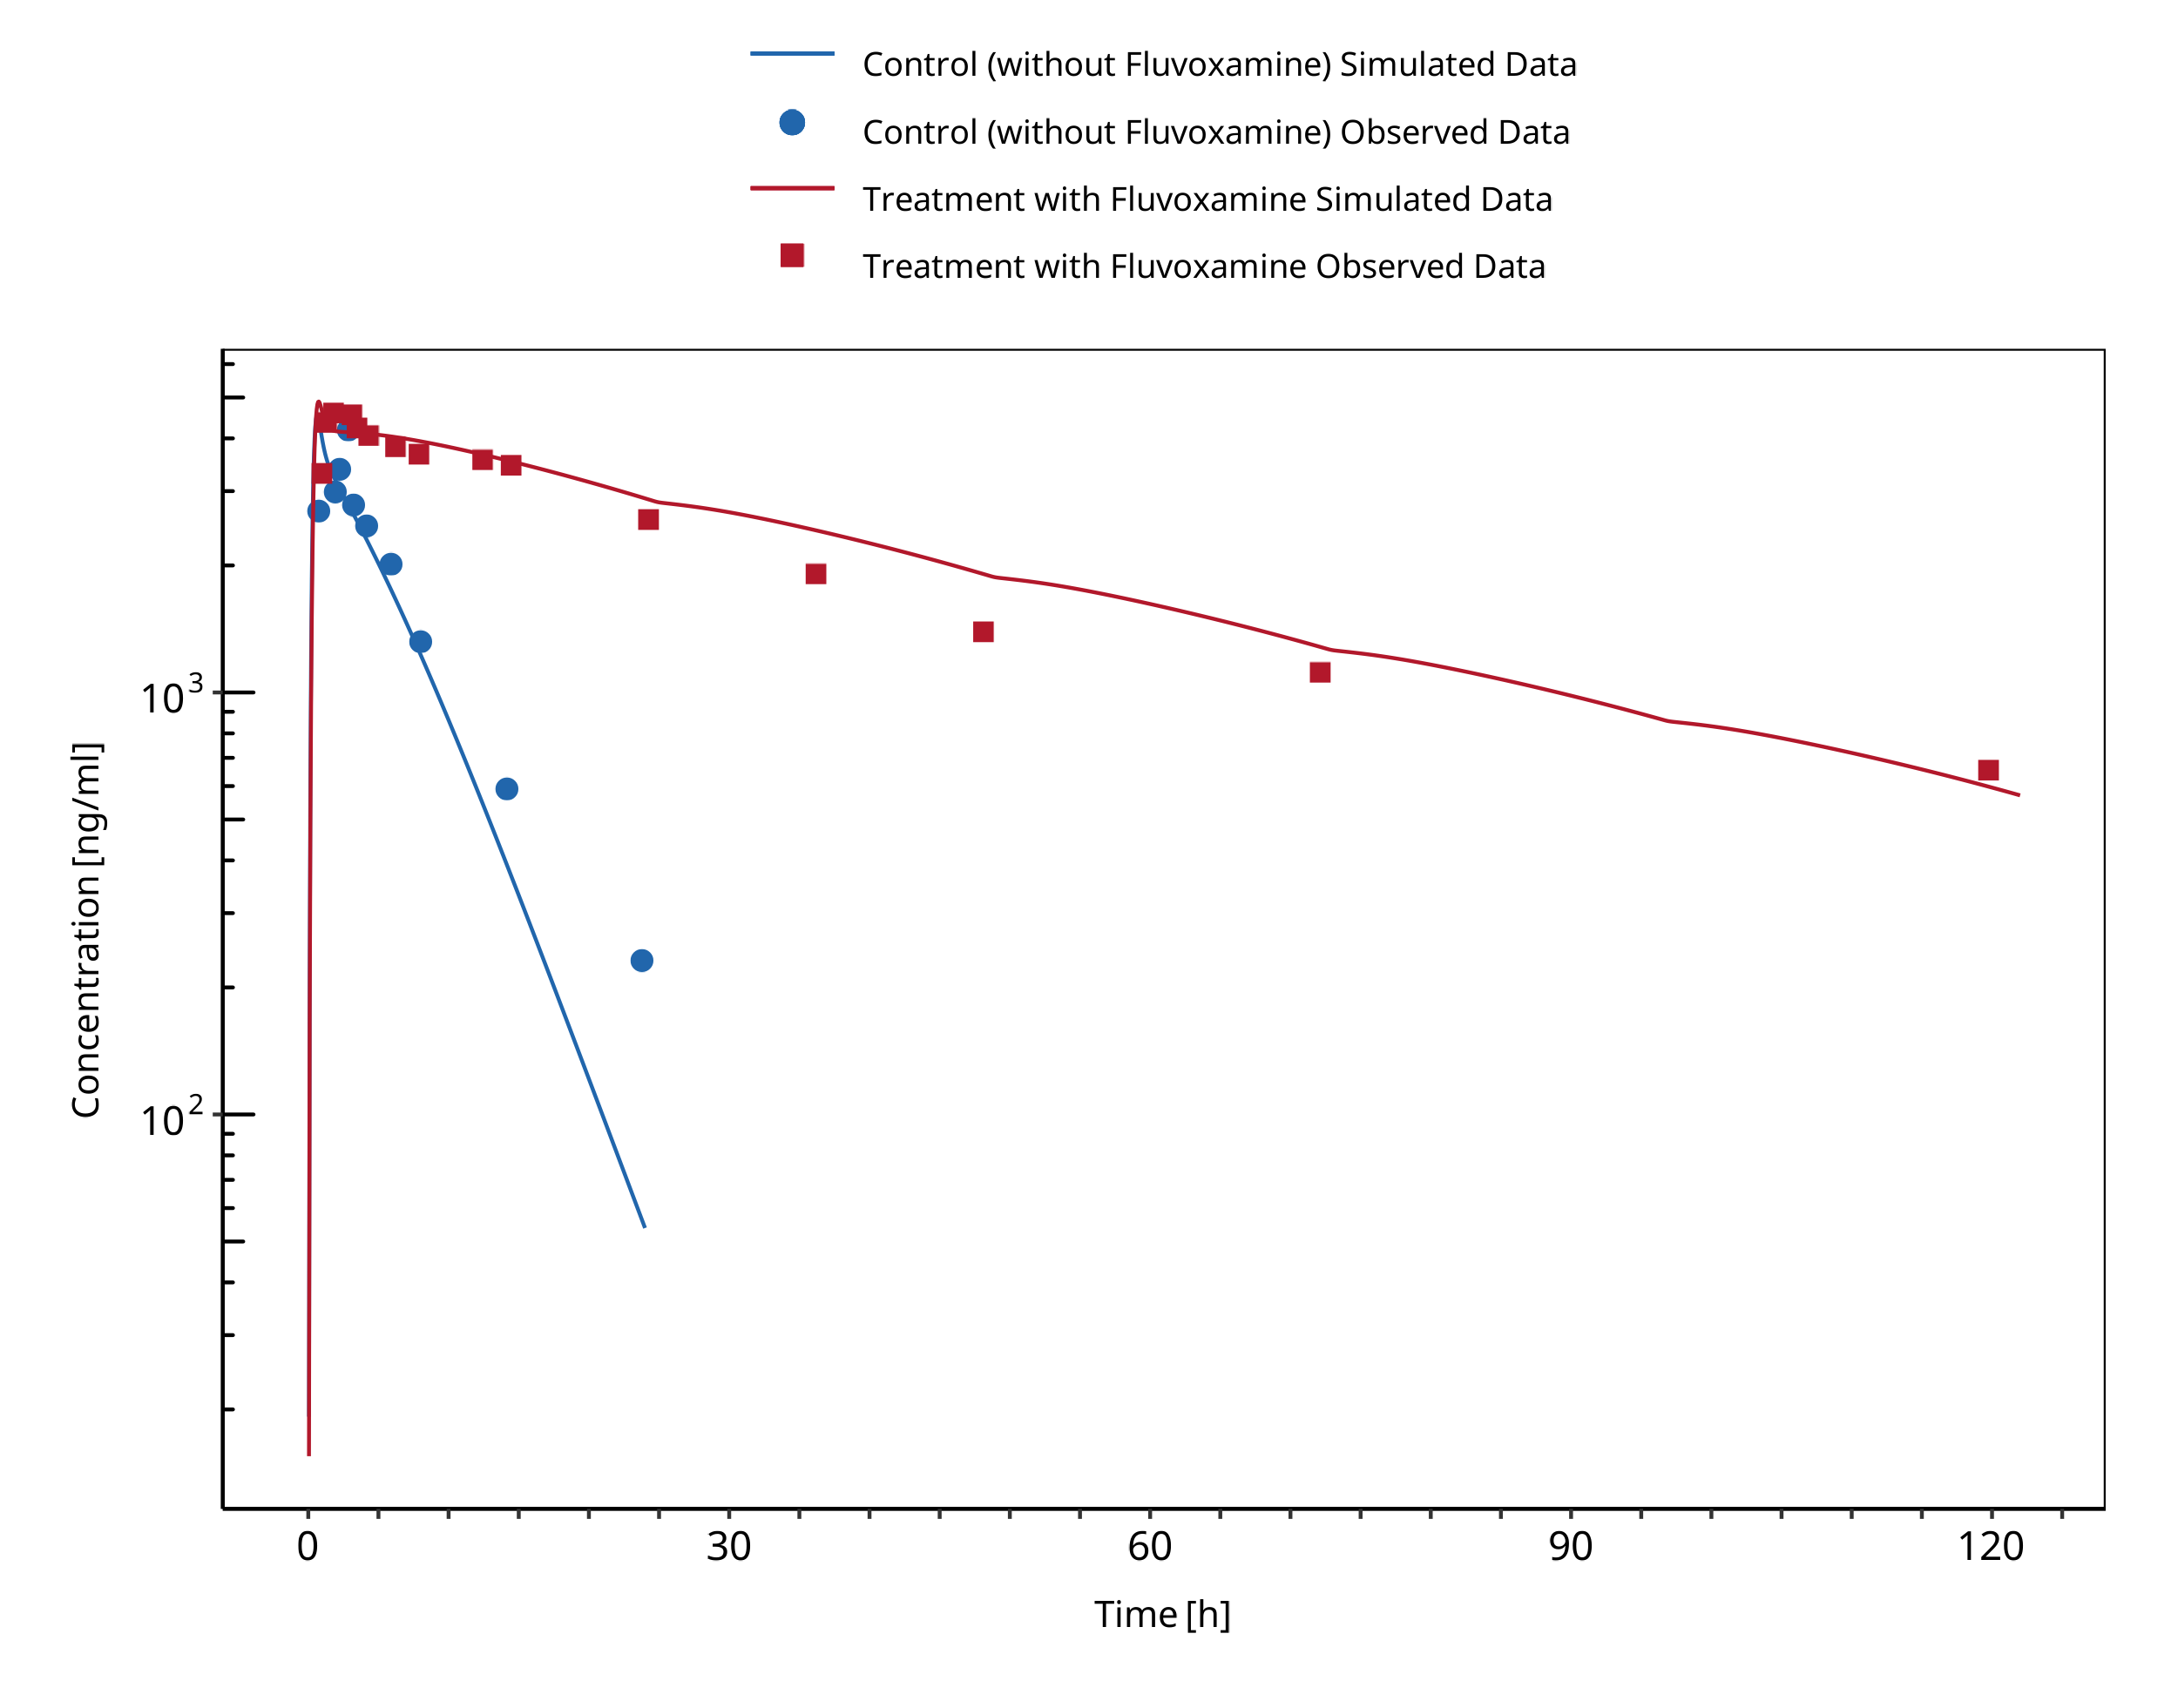 Control (without Fluvoxamine) Simulated Data
Control (without Fluvoxamine) Observed Data
Treatment with Fluvoxamine Simulated Data
Treatment with Fluvoxamine Observed Data
Concentration [ng/ml]
10³
10²
0 30 60 90 120
Time [h]